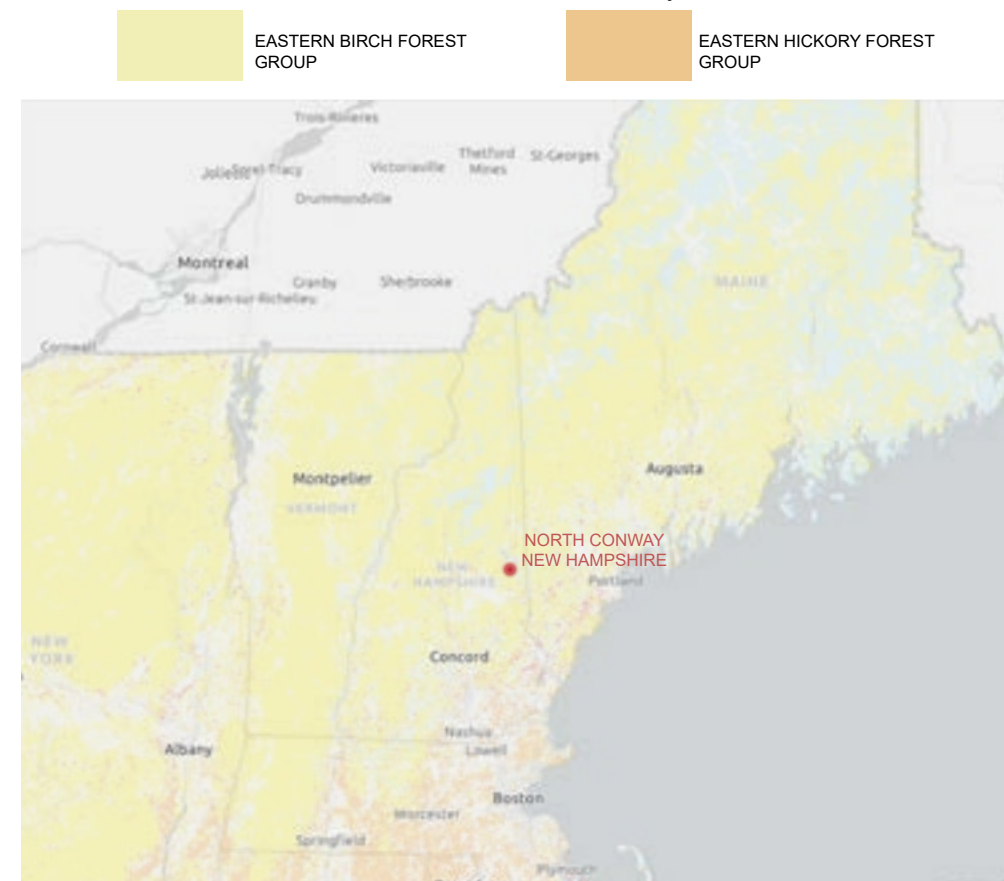 EASTERN BIRCH FOREST
GROUP
EASTERN HICKORY FOREST
GROUP
Trois-Rivieres
Thetford
Mines
St-Georges
Victoriaville
Joliette
Sorel-Tracy
Drummondville
Montreal
Granby
Sherbrooke
St-Jean-sur-Richelieu
MAINE
Cornwall
Augusta
Montpelier
VERMONT
NORTH CONWAY
NEW HAMPSHIRE
NEW
HAMPSHIRE
Portland
NEW
YORK
Concord
Nashua
Albany
Lowell
Boston
Worcester
Springfield
Plymouth